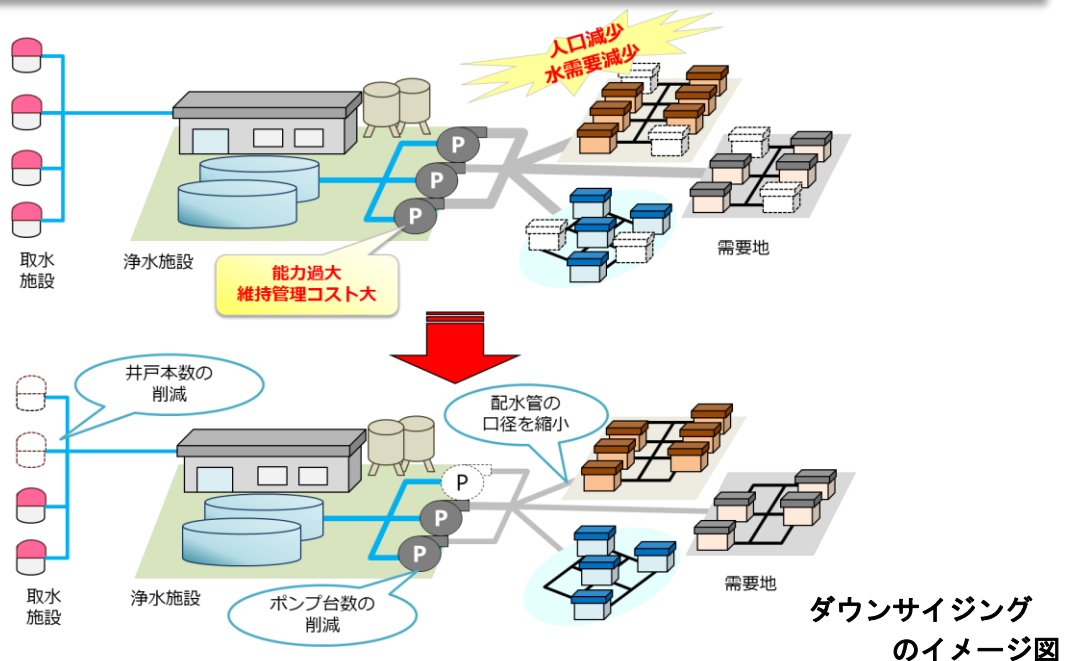 人口減少
水需要減少
P
P
P
取水
施設
浄水施設
能力過大
維持管理コスト大
需要地
井戸本数の
削減
配水管の
口径を縮小
P
P
P
取水
施設
浄水施設
ポンプ台数の
削減
需要地
ダウンサイジング
のイメージ図